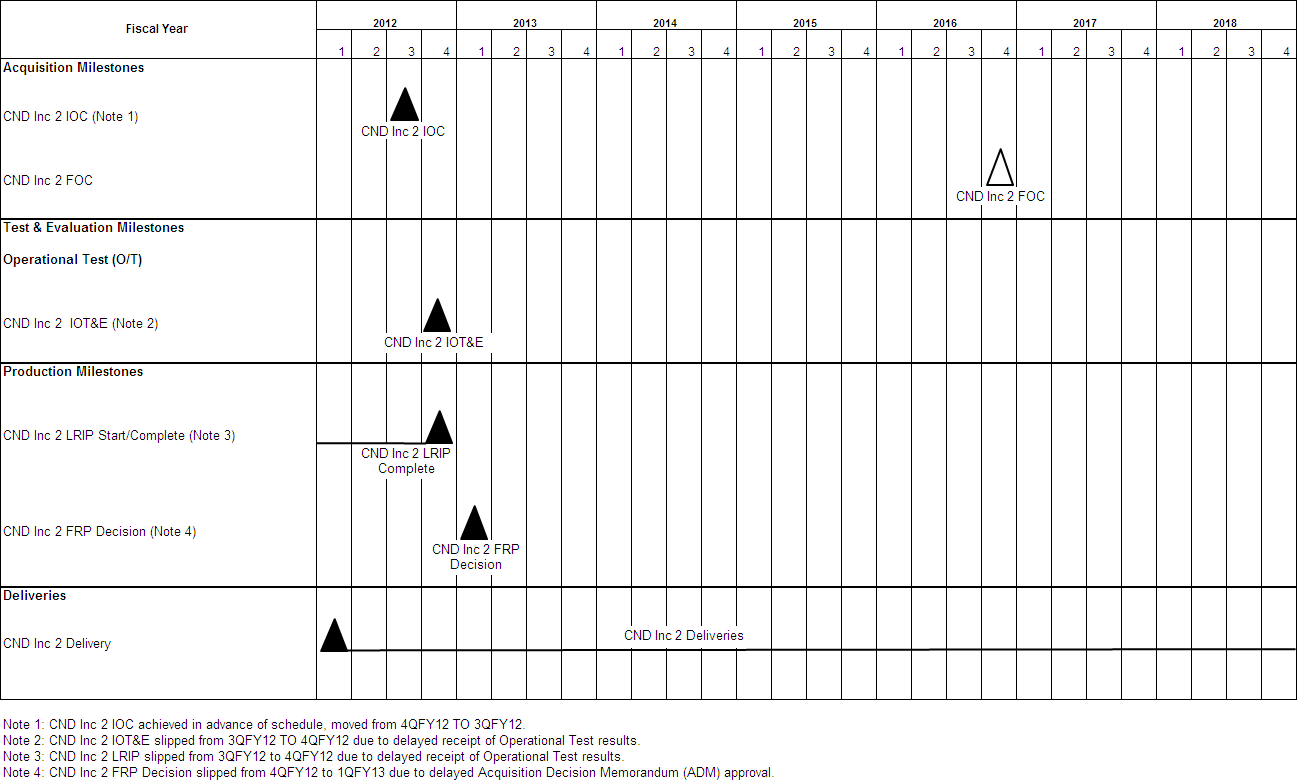 Fiscal Year
2012 2013 2014 2015 2016 2017 2018
1 2 3 4 1 2 3 4 1 2 3 4 1 2 3 4 1 2 3 4 1 2 3 4 1 2 3 4
Acquisition Milestones
CND Inc 2 IOC (Note 1)
CND Inc 2 IOC
CND Inc 2 FOC
CND Inc 2 FOC
Test & Evaluation Milestones
Operational Test (O/T)
CND Inc 2 IOT&E (Note 2)
CND Inc 2 IOT&E
Production Milestones
CND Inc 2 LRIP Start/Complete (Note 3)
CND Inc 2 LRIP
Complete
CND Inc 2 FRP Decision (Note 4)
CND Inc 2 FRP
Decision
Deliveries
CND Inc 2 Delivery
CND Inc 2 Deliveries
Note 1: CND Inc 2 IOC achieved in advance of schedule, moved from 4QFY12 TO 3QFY12.
Note 2: CND Inc 2 IOT&E slipped from 3QFY12 TO 4QFY12 due to delayed receipt of Operational Test results.
Note 3: CND Inc 2 LRIP slipped from 3QFY12 to 4QFY12 due to delayed receipt of Operational Test results.
Note 4: CND Inc 2 FRP Decision slipped from 4QFY12 to 1QFY13 due to delayed Acquisition Decision Memorandum (ADM) approval.